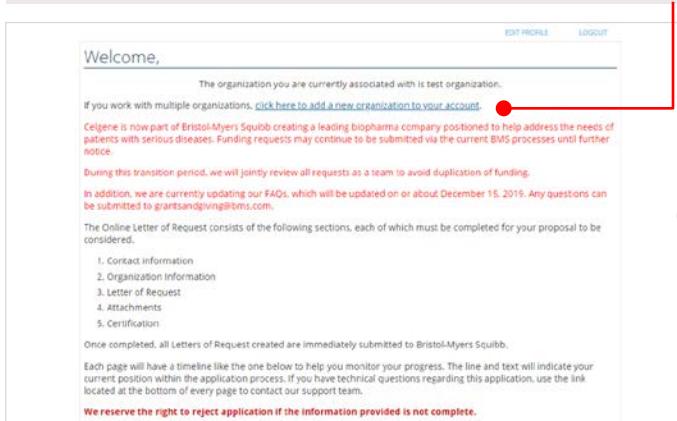 EDIT PROFILE LOGOUT
Welcome,
The organization you are currently associated with is test organization.
If you work with multiple organizations, click here to add a new organization to your account.
Celgene is now part of Bristol-Myers Squibb creating a leading biopharma company positioned to help address the needs of
patients with serious diseases. Funding requests may continue to be submitted via the current BMS processes until further
notice.
During this transition period, we will jointly review all requests as a team to avoid duplication of funding.
In addition, we are currently updating our FAQs, which will be updated on or about December 15, 2019. Any questions can
be submitted to grantsandgiving@bms.com.
The Online Letter of Request consists of the following sections, each of which must be completed for your proposal to be
considered.
1. Contact Information
2. Organization Information
3. Letter of Request
4. Attachments
5. Certification
Once completed, all Letters of Request created are immediately submitted to Bristol-Myers Squibb.
Each page will have a timeline like the one below to help you monitor your progress. The line and text will indicate your
current position within the application process. If you have technical questions regarding this application, use the link
located at the bottom of every page to contact our support team.
We reserve the right to reject application if the information provided is not complete.